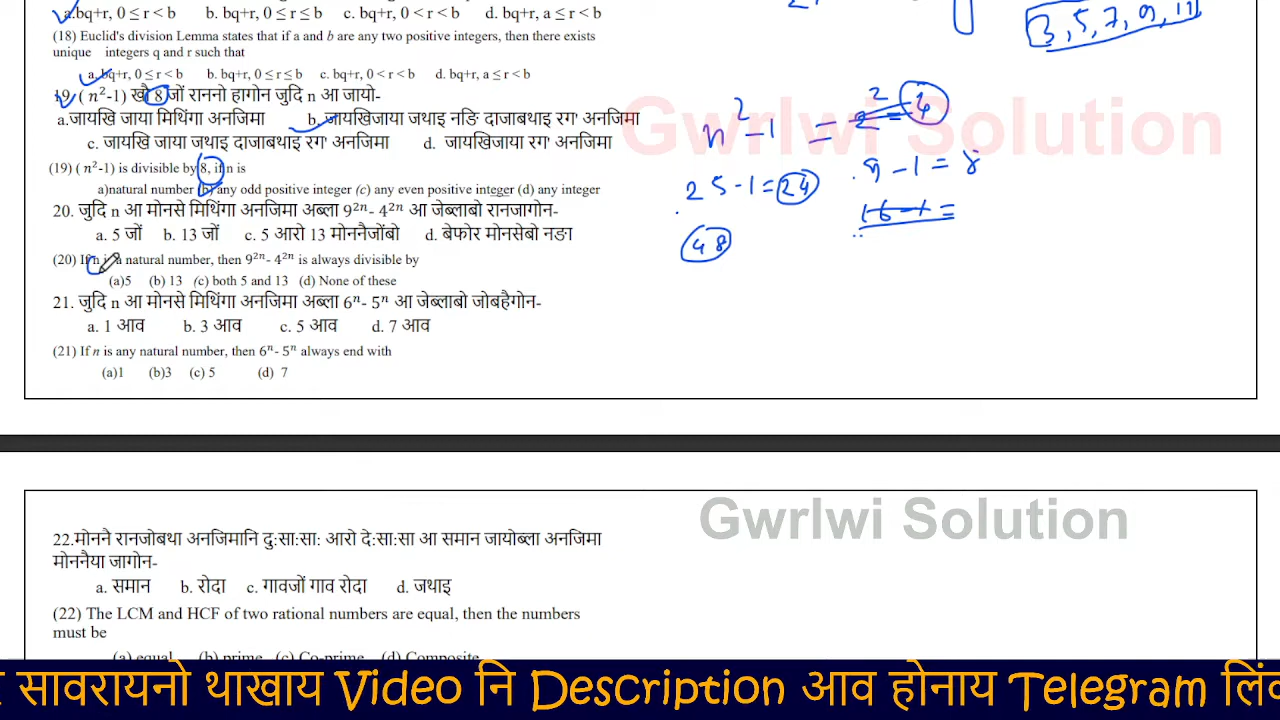 a.bq+r, 0 ≤ r < b b. bq+r, 0 ≤ r ≤ b c. bq+r, 0 < r < b d. bq+r, a ≤ r < b
3, 5, 7, 9, 11
(18) Euclid's division Lemma states that if a and b are any two positive integers, then there exists
unique integers q and r such that
a. bq+r, 0 ≤ r < b b. bq+r, 0 ≤ r ≤ b c. bq+r, 0 < r < b d. bq+r, a ≤ r < b
19. ( n²-1) खौ 8 जों राननो हागोन जुदि n आ जायो-
a.जायखि जाया मिथिंगा अनजिमा b. जायखिजाया जथाइ नङि दाजाबथाइ रग' अनजिमा
c. जायखि जाया जथाइ दाजाबथाइ रग' अनजिमा d. जायखिजाया रग' अनजिमा
(19) ( n²-1) is divisible by 8, if n is
a)natural number (b) any odd positive integer (c) any even positive integer (d) any integer
20. जुदि n आ मोनसे मिथिंगा अनजिमा अब्ला 9²ⁿ- 4²ⁿ आ जेब्लाबो रानजागोन-
a. 5 जों b. 13 जों c. 5 आरो 13 मोननैजोंबो d. बेफोर मोनसेबो नङा
(20) If n is a natural number, then 9²ⁿ- 4²ⁿ is always divisible by
(a)5 (b) 13 (c) both 5 and 13 (d) None of these
21. जुदि n आ मोनसे मिथिंगा अनजिमा अब्ला 6ⁿ- 5ⁿ आ जेब्लाबो जोबहैगोन-
a. 1 आव b. 3 आव c. 5 आव d. 7 आव
(21) If n is any natural number, then 6ⁿ- 5ⁿ always end with
(a)1 (b)3 (c) 5 (d) 7
Gwrlwi Solution
n²-1 =
9-1 = 8
25-1=24
16-1 =
48
Gwrlwi Solution
22.मोननै रानजोबथा अनजिमानि दु:सा:सा: आरो दे:सा:सा आ समान जायोब्ला अनजिमा
मोननैया जागोन-
a. समान b. रोदा c. गावजों गाव रोदा d. जथाइ
(22) The LCM and HCF of two rational numbers are equal, then the numbers
must be
(a) equal (b) prime (c) Co-prime (d) Composite
सावरायनो थाखाय Video नि Description आव होनाय Telegram लिंक